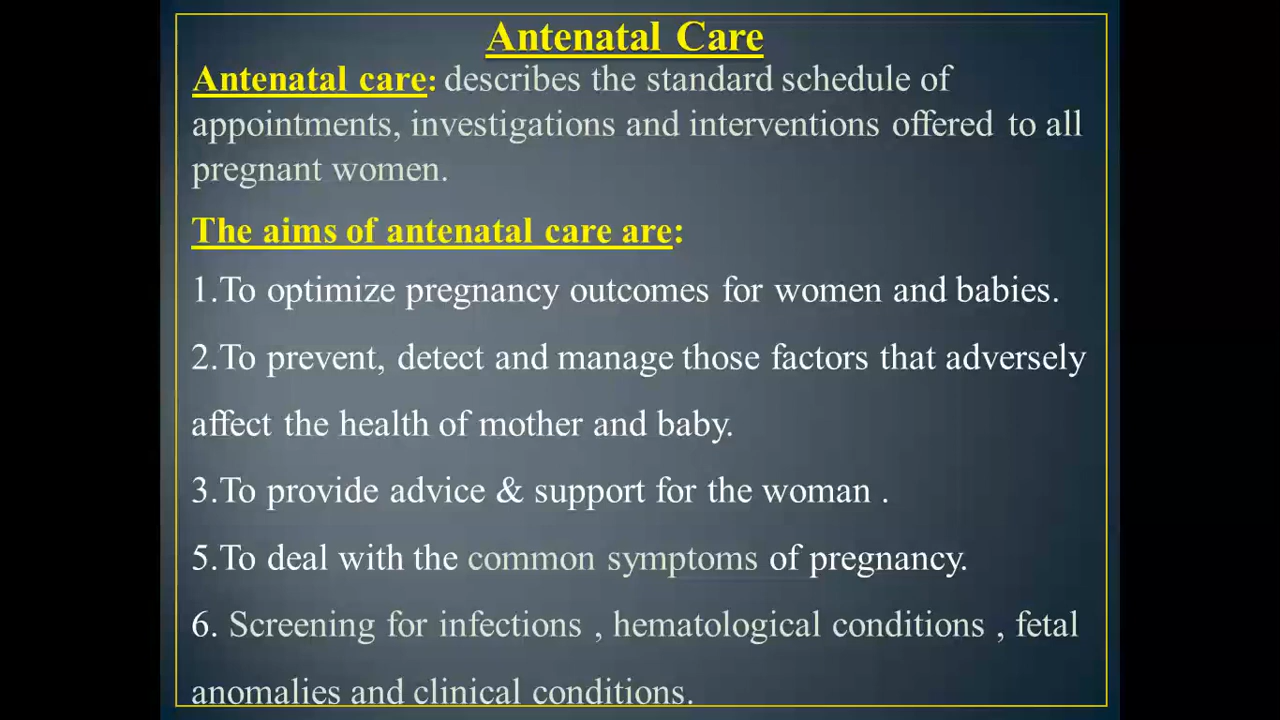 Antenatal Care
Antenatal care: describes the standard schedule of
appointments, investigations and interventions offered to all
pregnant women.
The aims of antenatal care are:
1.To optimize pregnancy outcomes for women and babies.
2.To prevent, detect and manage those factors that adversely
affect the health of mother and baby.
3.To provide advice & support for the woman .
5.To deal with the common symptoms of pregnancy.
6. Screening for infections , hematological conditions , fetal
anomalies and clinical conditions.